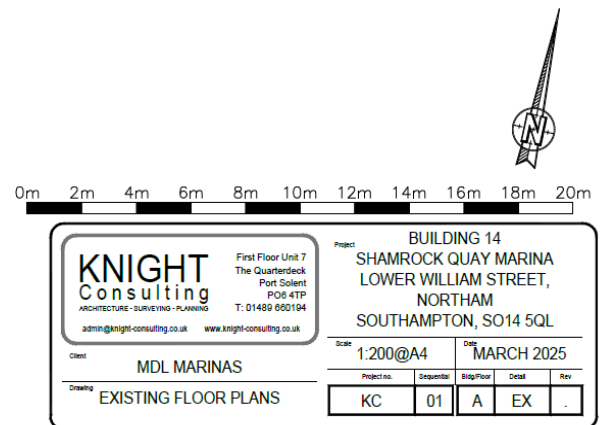 N
0m 2m 4m 6m 8m 10m 12m 14m 16m 18m 20m
KNIGHT
Consulting
ARCHITECTURE - SURVEYING - PLANNING
First Floor Unit 7
The Quarterdeck
Port Solent
PO6 4TP
T: 01489 660194
admin@knight-consulting.co.uk www.knight-consulting.co.uk
Client
MDL MARINAS
Drawing
EXISTING FLOOR PLANS
Project
BUILDING 14
SHAMROCK QUAY MARINA
LOWER WILLIAM STREET,
NORTHAM
SOUTHAMPTON, SO14 5QL
Scale Date
1:200@A4 MARCH 2025
Project no. Sequential Bldg/Floor Detail Rev
KC 01 A EX .